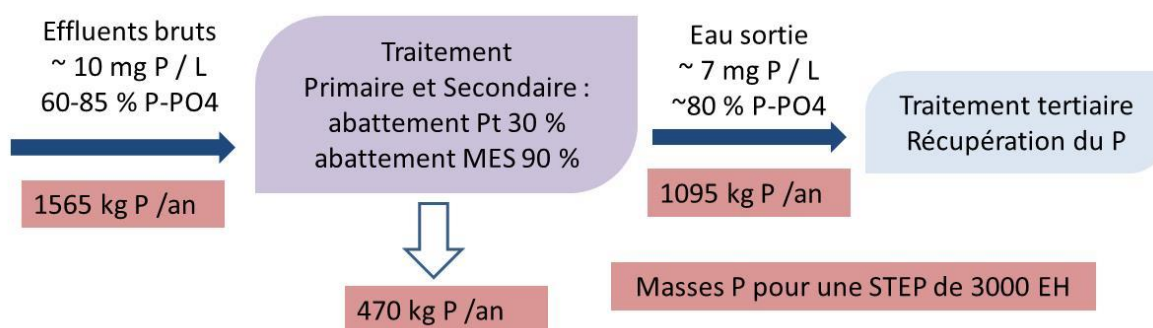 Effluents bruts
~ 10 mg P / L
60-85 % P-PO4
1565 kg P /an
Traitement
Primaire et Secondaire :
abattement Pt 30 %
abattement MES 90 %
470 kg P /an
Eau sortie
~ 7 mg P / L
~80 % P-PO4
1095 kg P /an
Traitement tertiaire
Récupération du P
Masses P pour une STEP de 3000 EH